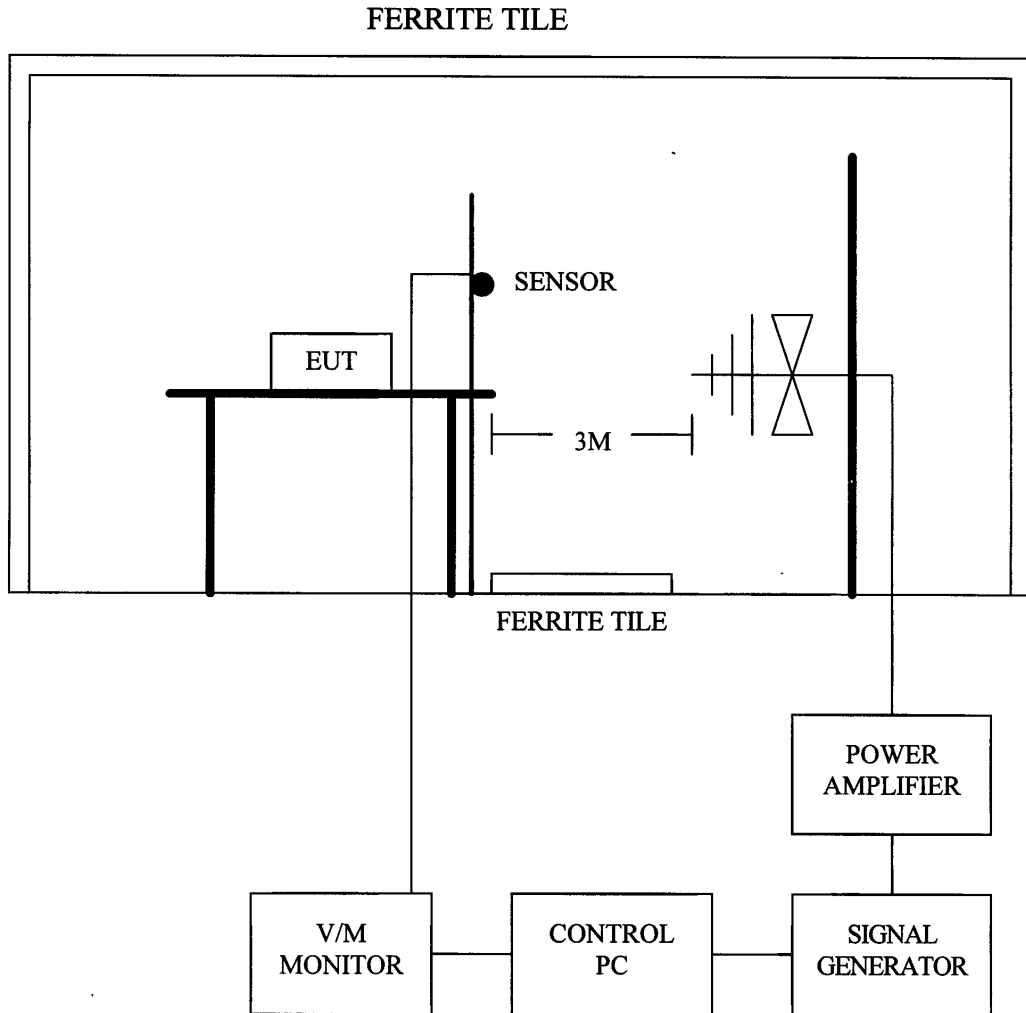 FERRITE TILE
SENSOR
EUT
3M
FERRITE TILE
POWER
AMPLIFIER
V/M
MONITOR
CONTROL
PC
SIGNAL
GENERATOR